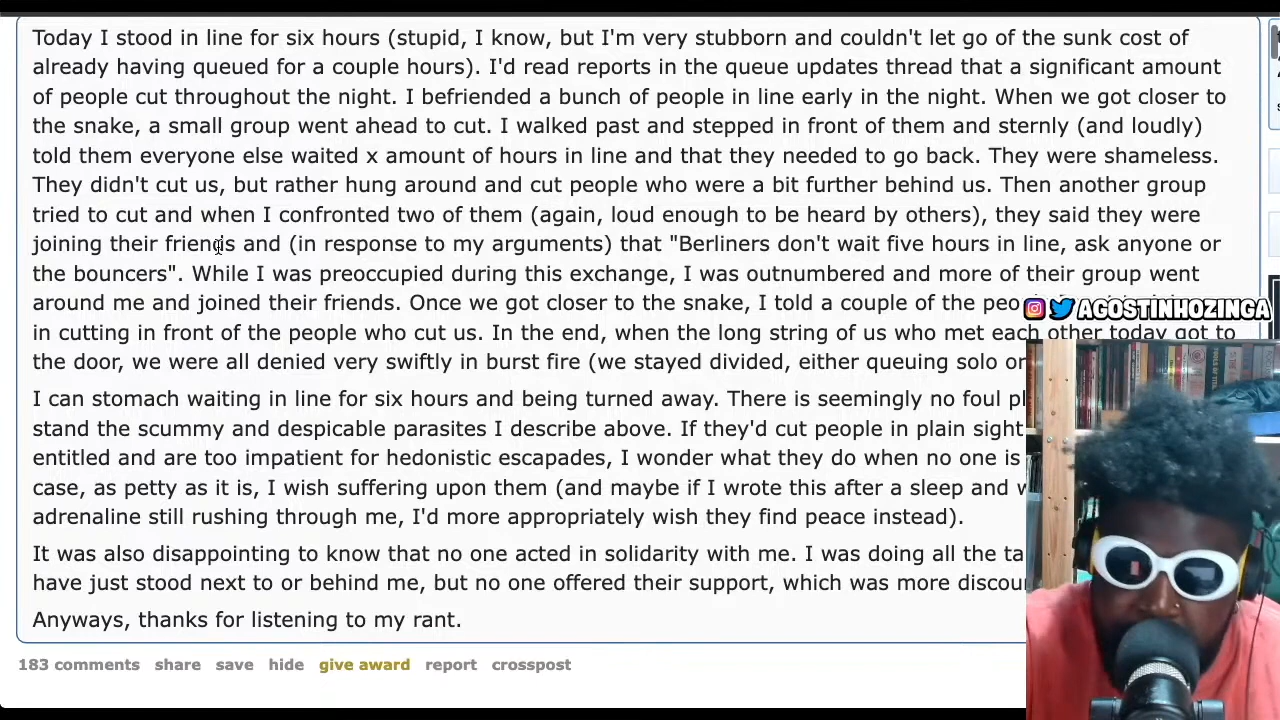 Today I stood in line for six hours (stupid, I know, but I'm very stubborn and couldn't let go of the sunk cost of
already having queued for a couple hours). I'd read reports in the queue updates thread that a significant amount
of people cut throughout the night. I befriended a bunch of people in line early in the night. When we got closer to
the snake, a small group went ahead to cut. I walked past and stepped in front of them and sternly (and loudly)
told them everyone else waited x amount of hours in line and that they needed to go back. They were shameless.
They didn't cut us, but rather hung around and cut people who were a bit further behind us. Then another group
tried to cut and when I confronted two of them (again, loud enough to be heard by others), they said they were
joining their friends and (in response to my arguments) that "Berliners don't wait five hours in line, ask anyone or
the bouncers". While I was preoccupied during this exchange, I was outnumbered and more of their group went
around me and joined their friends. Once we got closer to the snake, I told a couple of the
AGOSTINHOZINGA
in cutting in front of the people who cut us. In the end, when the long string of us who met each other today got to
the door, we were all denied very swiftly in burst fire (we stayed divided, either queuing solo or
I can stomach waiting in line for six hours and being turned away. There is seemingly no foul
stand the scummy and despicable parasites I describe above. If they'd cut people in plain sight
entitled and are too impatient for hedonistic escapades, I wonder what they do when no one is
case, as petty as it is, I wish suffering upon them (and maybe if I wrote this after a sleep and
adrenaline still rushing through me, I'd more appropriately wish they find peace instead).
It was also disappointing to know that no one acted in solidarity with me. I was doing all the
have just stood next to or behind me, but no one offered their support, which was more
Anyways, thanks for listening to my rant.
183 comments share save hide give award report crosspost